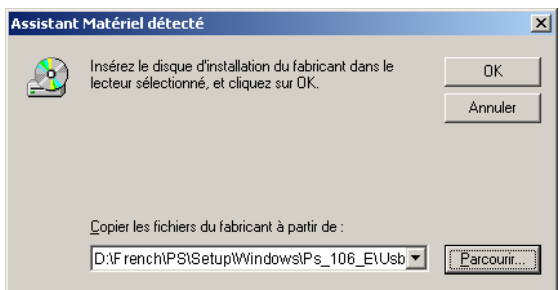 Assistant Matériel détecté
Insérez le disque d'installation du fabricant dans le
lecteur sélectionné, et cliquez sur OK.
OK
Annuler
Copier les fichiers du fabricant à partir de :
D:\French\PS\Setup\Windows\Ps_106_E\Usb
Parcourir...